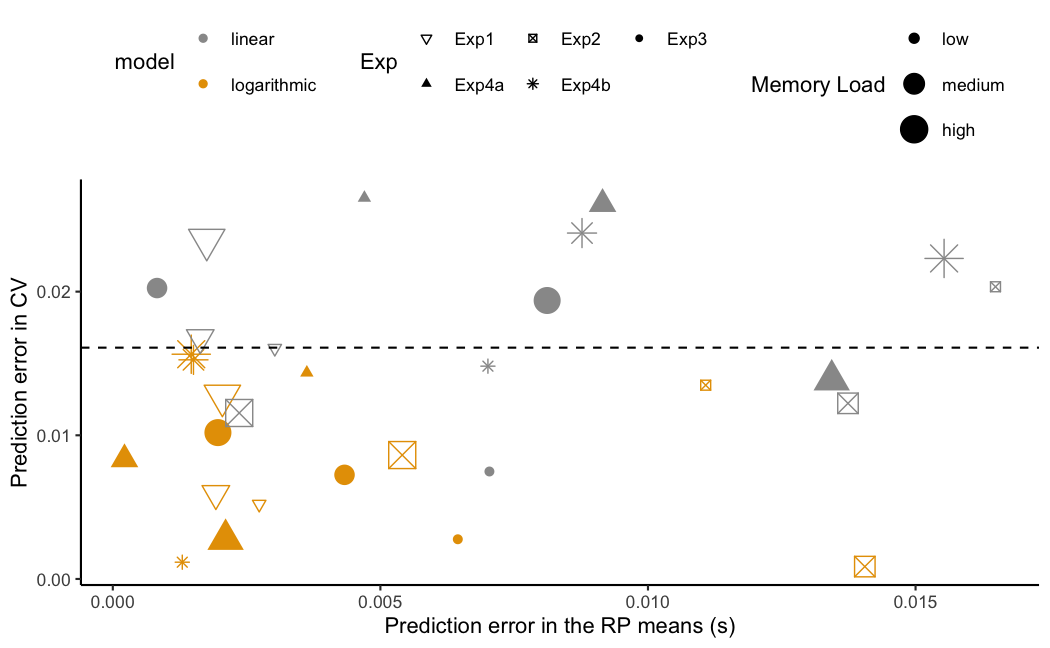 linear Exp1 Exp2 Exp3 low
model Exp
logarithmic Exp4a Exp4b Memory Load medium
high
Prediction error in CV
0.02
0.01
0.00
0.000 0.005 0.010 0.015
Prediction error in the RP means (s)